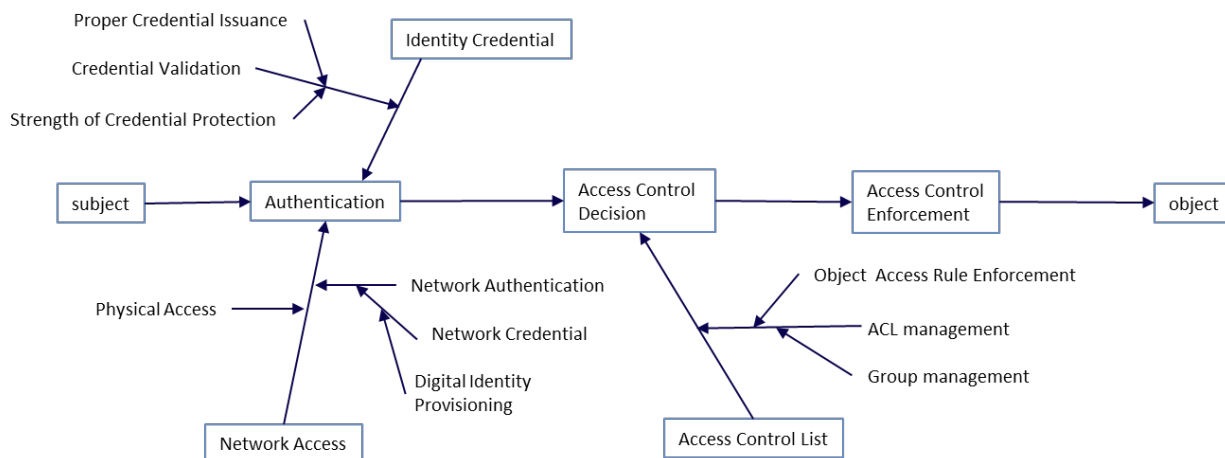 Proper Credential Issuance
Identity Credential
Credential Validation
Strength of Credential Protection
subject
Authentication
Access Control
Decision
Access Control
Enforcement
object
Object Access Rule Enforcement
Network Authentication
Physical Access
ACL management
Network Credential
Group management
Digital Identity
Provisioning
Network Access
Access Control List